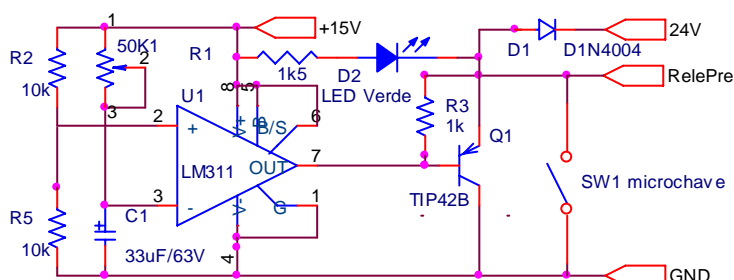 1
+15V
24V
50K1
R2
10k
2
R1
1k5
D2
LED Verde
D1
D1N4004
RelePre
3
U1
8
5
V+
B
B/S
6
R3
1k
Q1
2
+
LM311
OUT
7
TIP42B
SW1 microchave
3
-
V-
G
1
R5
10k
C1
33uF/63V
4
GND